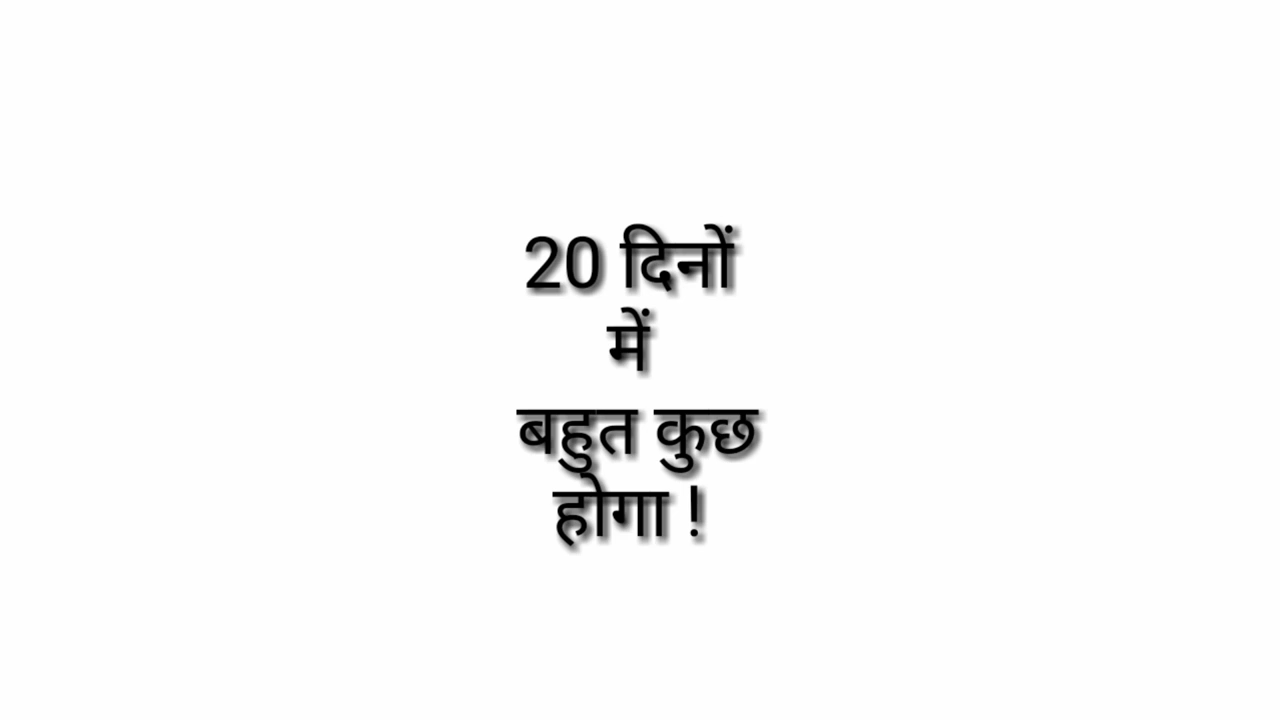 20 दिनों
में
बहुत कुछ
होगा !